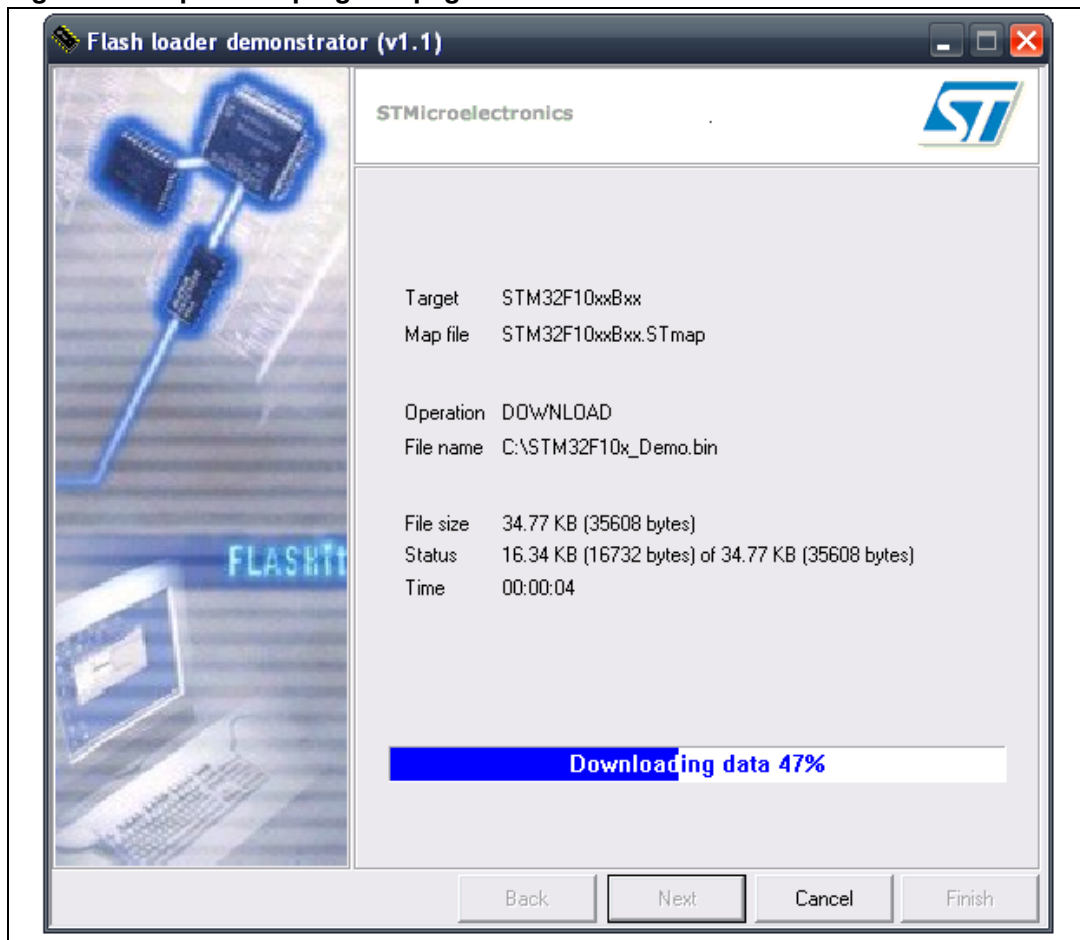 Flash loader demonstrator (v1.1)
STMicroelectronics
ST
Target STM32F10xxBxx
Map file STM32F10xxBxx.STmap
Operation DOWNLOAD
File name C:\STM32F10x_Demo.bin
File size 34.77 KB (35608 bytes)
Status 16.34 KB (16732 bytes) of 34.77 KB (35608 bytes)
Time 00:00:04
FLASHit
Downloading data 47%
Back Next Cancel Finish